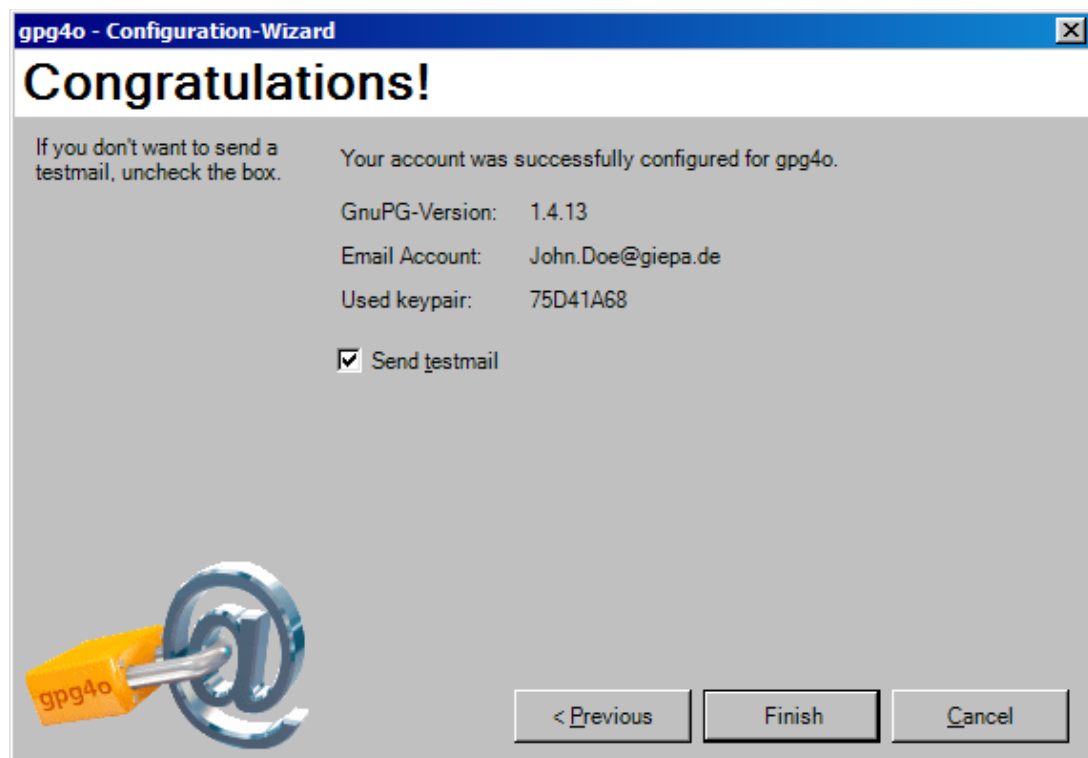 gpg4o - Configuration-Wizard
Congratulations!
If you don't want to send a
testmail, uncheck the box.
Your account was successfully configured for gpg4o.
GnuPG-Version: 1.4.13
Email Account: John.Doe@giepa.de
Used keypair: 75D41A68
Send testmail
gpg4o
< Previous Finish Cancel